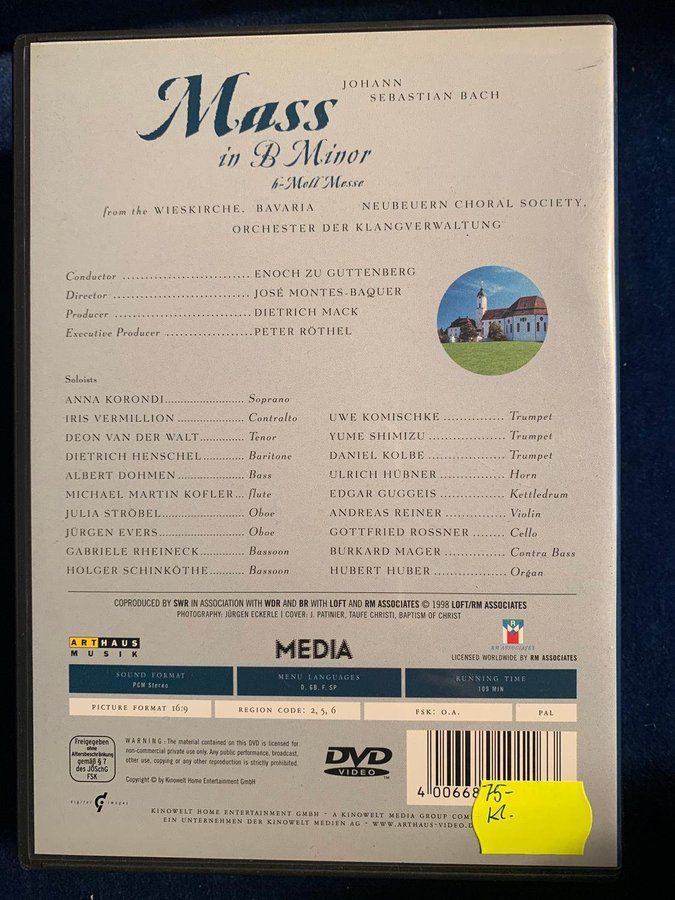 JOHANN
SEBASTIAN BACH
Mass
in B Minor
h-Moll Messe
from the WIESKIRCHE, BAVARIA NEUBEUERN CHORAL SOCIETY,
ORCHESTER DER KLANGVERWALTUNG
Conductor ............................ ENOCH ZU GUTTENBERG
Director .............................. JOSÉ MONTES-BAQUER
Producer .............................. DIETRICH MACK
Executive Producer ................... PETER RÖTHEL
Soloists
ANNA KORONDI.................... Soprano
IRIS VERMILLION ................ Contralto
DEON VAN DER WALT........... Tenor
DIETRICH HENSCHEL.......... Baritone
ALBERT DOHMEN ................ Bass
MICHAEL MARTIN KOFLER... flute
JULIA STRÖBEL.................... Oboe
JÜRGEN EVERS..................... Oboe
GABRIELE RHEINECK............ Bassoon
HOLGER SCHINKÖTHE.......... Bassoon
UWE KOMISCHKE ............... Trumpet
YUME SHIMIZU ................... Trumpet
DANIEL KOLBE .................... Trumpet
ULRICH HÜBNER ................. Horn
EDGAR GUGGEIS ................. Kettledrum
ANDREAS REINER ................ Violin
GOTTFRIED ROSSNER ........ Cello
BURKARD MAGER ............... Contra Bass
HUBERT HUBER .................. Organ
COPRODUCED BY SWR IN ASSOCIATION WITH WDR AND BR WITH LOFT AND RM ASSOCIATES © 1998 LOFT/RM ASSOCIATES
PHOTOGRAPHY: JÜRGEN ECKERLE | COVER: J. PATINIER, TAUFE CHRISTI, BAPTISM OF CHRIST
ARTHAUS
MUSIK
MEDIA
RM ASSOCIATES
LICENSED WORLDWIDE BY RM ASSOCIATES
SOUND FORMAT
PCM Stereo
MENU LANGUAGES
D, GB, F, SP
RUNNING TIME
109 MIN
PICTURE FORMAT 16:9 REGION CODE: 2, 5, 6 FSK: O.A. PAL
Freigegeben
ohne
Altersbeschränkung
gemäß § 7
des JÖSchG
FSK
WARNING: The material contained on this DVD is licensed for
non-commercial private use only. Any public performance, broadcast,
other use, copying or any other reproduction is strictly prohibited.
Copyright © by Kinowelt Home Entertainment GmbH
digital images
DVD
VIDEO™
4 00668
75-
Kr.
KINOWELT HOME ENTERTAINMENT GMBH - A KINOWELT MEDIA GROUP COM
EIN UNTERNEHMEN DER KINOWELT MEDIEN AG - WWW.ARTHAUS-VIDEO.D